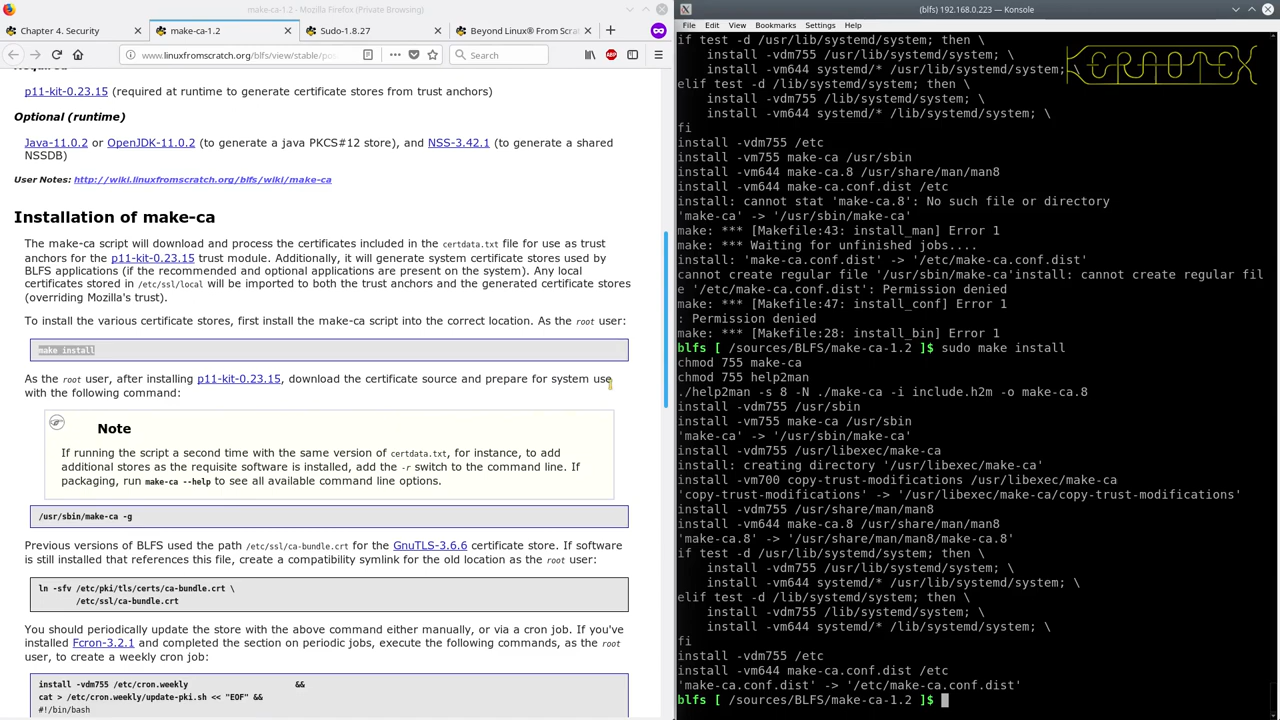 make-ca-1.2 - Mozilla Firefox (Private Browsing)
Chapter 4. Security
make-ca-1.2
Sudo-1.8.27
Beyond Linux® From Scrat
www.linuxfromscratch.org/blfs/view/stable/pos
Search
p11-kit-0.23.15 (required at runtime to generate certificate stores from trust anchors)
Optional (runtime)
Java-11.0.2 or OpenJDK-11.0.2 (to generate a java PKCS#12 store), and NSS-3.42.1 (to generate a shared
NSSDB)
User Notes: http://wiki.linuxfromscratch.org/blfs/wiki/make-ca
Installation of make-ca
The make-ca script will download and process the certificates included in the certdata.txt file for use as trust
anchors for the p11-kit-0.23.15 trust module. Additionally, it will generate system certificate stores used by
BLFS applications (if the recommended and optional applications are present on the system). Any local
certificates stored in /etc/ssl/local will be imported to both the trust anchors and the generated certificate stores
(overriding Mozilla's trust).
To install the various certificate stores, first install the make-ca script into the correct location. As the root user:
make install
As the root user, after installing p11-kit-0.23.15, download the certificate source and prepare for system use
with the following command:
Note
If running the script a second time with the same version of certdata.txt, for instance, to add
additional stores as the requisite software is installed, add the -r switch to the command line. If
packaging, run make-ca --help to see all available command line options.
/usr/sbin/make-ca -g
Previous versions of BLFS used the path /etc/ssl/ca-bundle.crt for the GnuTLS-3.6.6 certificate store. If software
is still installed that references this file, create a compatibility symlink for the old location as the root user:
ln -sfv /etc/pki/tls/certs/ca-bundle.crt \
/etc/ssl/ca-bundle.crt
You should periodically update the store with the above command either manually, or via a cron job. If you've
installed Fcron-3.2.1 and completed the section on periodic jobs, execute the following commands, as the root
user, to create a weekly cron job:
install -vdm755 /etc/cron.weekly &&
cat > /etc/cron.weekly/update-pki.sh << "EOF" &&
#!/bin/bash
(blfs) 192.168.0.223 — Konsole
File Edit View Bookmarks Settings Help
KERNOTEX
if test -d /usr/lib/systemd/system; then \
install -vdm755 /usr/lib/systemd/system; \
install -vm644 systemd/* /usr/lib/systemd/system; \
elif test -d /lib/systemd/system; then \
install -vdm755 /lib/systemd/system; \
install -vm644 systemd/* /lib/systemd/system; \
fi
install -vdm755 /etc
install -vm755 make-ca /usr/sbin
install -vm644 make-ca.8 /usr/share/man/man8
install -vm644 make-ca.conf.dist /etc
install: cannot stat 'make-ca.8': No such file or directory
'make-ca' -> '/usr/sbin/make-ca'
make: *** [Makefile:43: install_man] Error 1
make: *** Waiting for unfinished jobs....
install: 'make-ca.conf.dist' -> '/etc/make-ca.conf.dist'
cannot create regular file '/usr/sbin/make-ca'install: cannot create regular fil
e '/etc/make-ca.conf.dist': Permission denied
make: *** [Makefile:47: install_conf] Error 1
: Permission denied
make: *** [Makefile:28: install_bin] Error 1
blfs [ /sources/BLFS/make-ca-1.2 ]$ sudo make install
chmod 755 make-ca
chmod 755 help2man
./help2man -s 8 -N ./make-ca -i include.h2m -o make-ca.8
install -vdm755 /usr/sbin
install -vm755 make-ca /usr/sbin
'make-ca' -> '/usr/sbin/make-ca'
install -vdm755 /usr/libexec/make-ca
install: creating directory '/usr/libexec/make-ca'
install -vm700 copy-trust-modifications /usr/libexec/make-ca
'copy-trust-modifications' -> '/usr/libexec/make-ca/copy-trust-modifications'
install -vdm755 /usr/share/man/man8
install -vm644 make-ca.8 /usr/share/man/man8
'make-ca.8' -> '/usr/share/man/man8/make-ca.8'
if test -d /usr/lib/systemd/system; then \
install -vdm755 /usr/lib/systemd/system; \
install -vm644 systemd/* /usr/lib/systemd/system; \
elif test -d /lib/systemd/system; then \
install -vdm755 /lib/systemd/system; \
install -vm644 systemd/* /lib/systemd/system; \
fi
install -vdm755 /etc
install -vm644 make-ca.conf.dist /etc
'make-ca.conf.dist' -> '/etc/make-ca.conf.dist'
blfs [ /sources/BLFS/make-ca-1.2 ]$